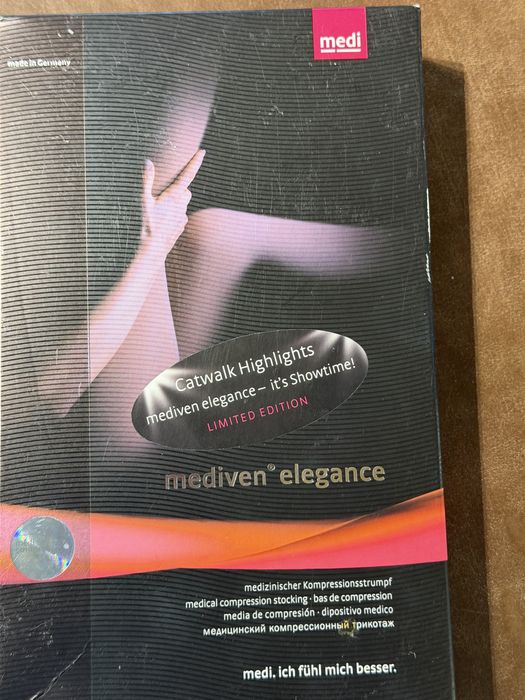 medi
made in Germany
Catwalk Highlights
mediven elegance – it's Showtime!
LIMITED EDITION
mediven® elegance
medizinischer Kompressionsstrumpf
medical compression stocking · bas de compression
media de compresión · dipositivo medico
медицинский компрессионный трикотаж
medi. ich fühl mich besser.